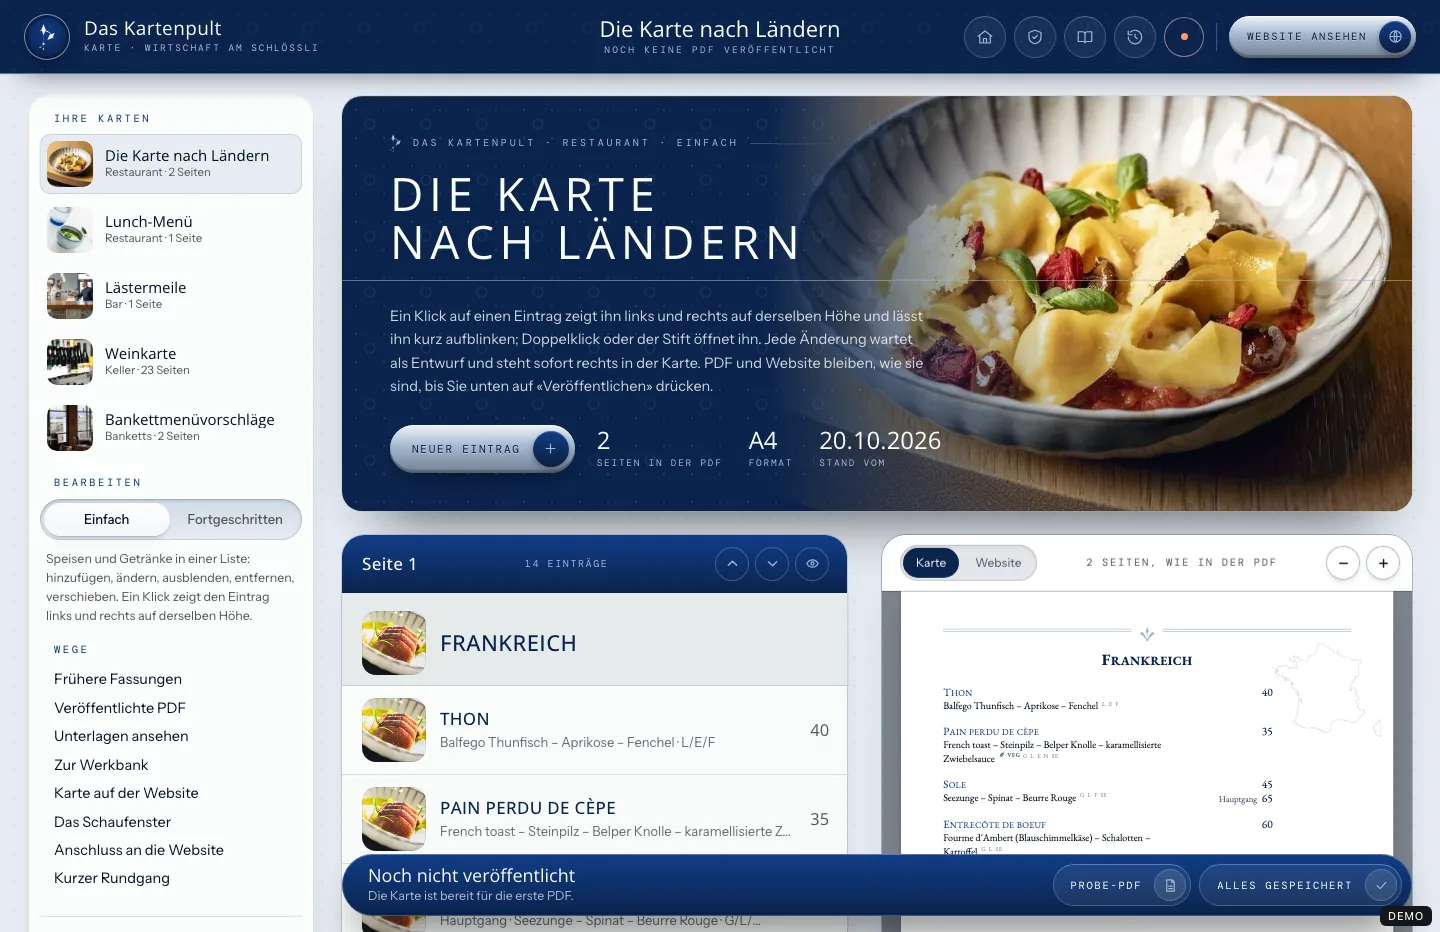 Das Kartenpult
KARTE · WIRTSCHAFT AM SCHLÖSSLI
Die Karte nach Ländern
NOCH KEINE PDF VERÖFFENTLICHT
WEBSITE ANSEHEN
IHRE KARTEN
Die Karte nach Ländern
Restaurant · 2 Seiten
Lunch-Menü
Restaurant · 1 Seite
Lästermeile
Bar · 1 Seite
Weinkarte
Keller · 23 Seiten
Bankettmenüvorschläge
Banketts · 2 Seiten
BEARBEITEN
Einfach
Fortgeschritten
Speisen und Getränke in einer Liste:
hinzufügen, ändern, ausblenden, entfernen,
verschieben. Ein Klick zeigt den Eintrag
links und rechts auf derselben Höhe.
WEGE
Frühere Fassungen
Veröffentlichte PDF
Unterlagen ansehen
Zur Werkbank
Karte auf der Website
Das Schaufenster
Anschluss an die Website
Kurzer Rundgang
DAS KARTENPULT · RESTAURANT · EINFACH
DIE KARTE
NACH LÄNDERN
Ein Klick auf einen Eintrag zeigt ihn links und rechts auf derselben Höhe und lässt
ihn kurz aufblinken; Doppelklick oder der Stift öffnet ihn. Jede Änderung wartet
als Entwurf und steht sofort rechts in der Karte. PDF und Website bleiben, wie sie
sind, bis Sie unten auf «Veröffentlichen» drücken.
NEUER EINTRAG
2
SEITEN IN DER PDF
A4
FORMAT
20.10.2026
STAND VOM
Seite 1
14 EINTRÄGE
FRANKREICH
THON
Balfego Thunfisch – Aprikose – Fenchel · L/E/F
40
PAIN PERDU DE CÈPE
French toast – Steinpilz – Belper Knolle – karamellisierte Z...
35
Hauptgang · Seezunge – Spinat – Beurre Rouge · G/L/...
Karte
Website
2 SEITEN, WIE IN DER PDF
FRANKREICH
THON 40
Balfego Thunfisch – Aprikose – Fenchel L E F
PAIN PERDU DE CÈPE 35
French toast – Steinpilz – Belper Knolle – karamellisierte
Zwiebelsauce VEG G L E N SE
SOLE 45
Seezunge – Spinat – Beurre Rouge G L F SE Hauptgang 65
ENTRECÔTE DE BOEUF 60
Fourme d'Ambert (Blauschimmelkäse) – Schalotten –
Kartoffel G L SE
Noch nicht veröffentlicht
Die Karte ist bereit für die erste PDF.
PROBE-PDF
ALLES GESPEICHERT
DEMO